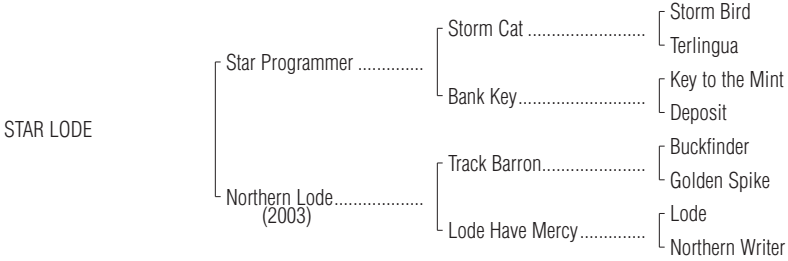 Storm Bird
Storm Cat ........................
Terlingua
Star Programmer ..............
Key to the Mint
Bank Key..........................
Deposit
STAR LODE
Buckfinder
Track Barron.....................
Golden Spike
Northern Lode...................
(2003)
Lode
Lode Have Mercy.............
Northern Writer